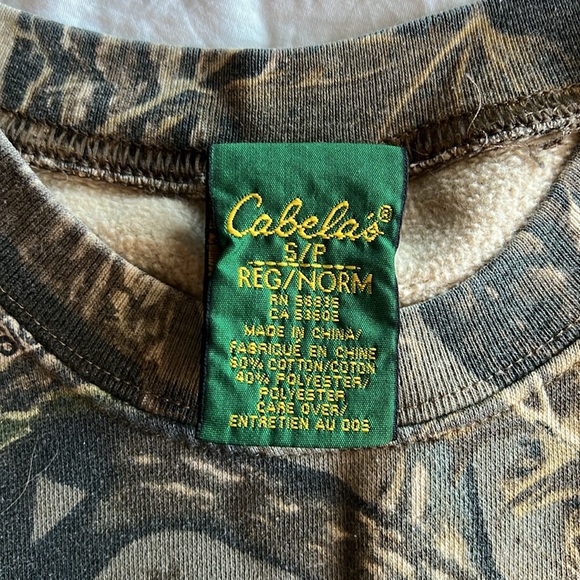 Cabela's®
S/P
REG/NORM
RN 56835
CA 53602
MADE IN CHINA/
FABRIQUÉ EN CHINE
60% COTTON/COTON
40% POLYESTER/
POLYESTER
CARE OVER/
ENTRETIEN AU DOS